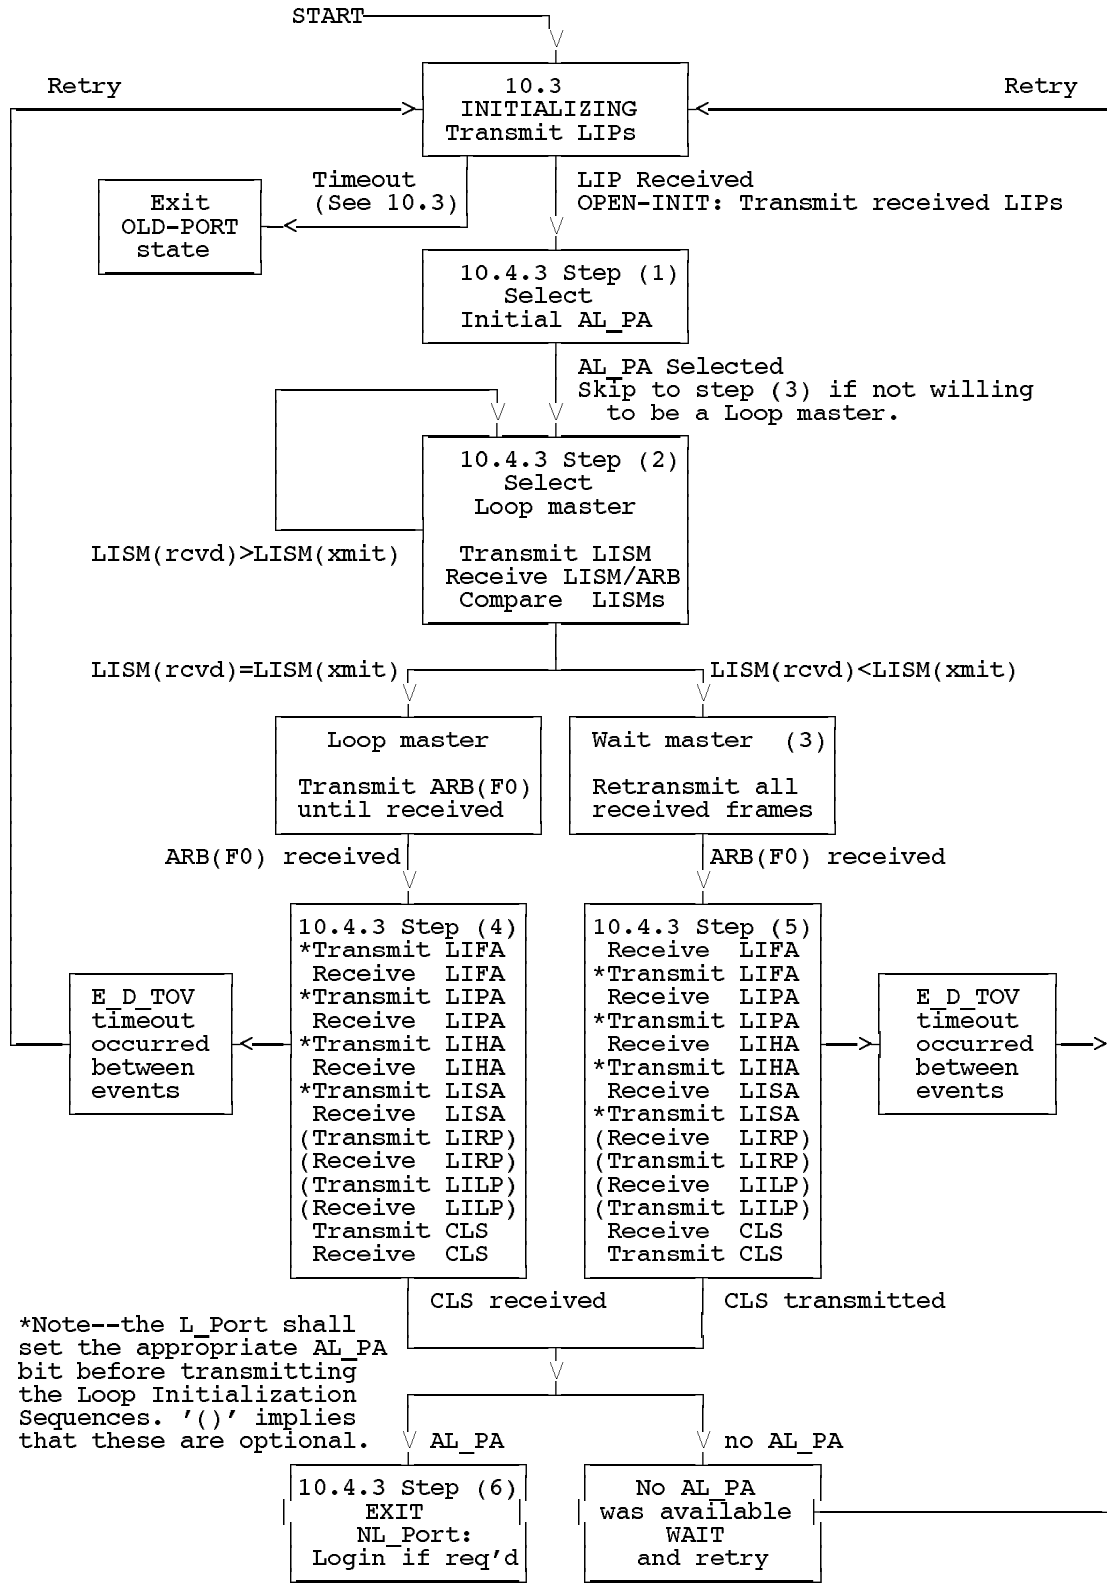 START
Retry
Retry
10.3
INITIALIZING
Transmit LIPs
Timeout
(See 10.3)
LIP Received
OPEN-INIT: Transmit received LIPs
Exit
OLD-PORT
state
10.4.3 Step (1)
Select
Initial AL_PA
AL_PA Selected
Skip to step (3) if not willing
to be a Loop master.
10.4.3 Step (2)
Select
Loop master
Transmit LISM
Receive LISM/ARB
Compare  LISMs
LISM(rcvd)>LISM(xmit)
LISM(rcvd)=LISM(xmit)
LISM(rcvd)<LISM(xmit)
Loop master
Transmit ARB(F0)
until received
Wait master  (3)
Retransmit all
received frames
ARB(F0) received
ARB(F0) received
10.4.3 Step (4)
*Transmit LIFA
Receive  LIFA
*Transmit LIPA
Receive  LIPA
*Transmit LIHA
Receive  LIHA
*Transmit LISA
Receive  LISA
(Transmit LIRP)
(Receive  LIRP)
(Transmit LILP)
(Receive  LILP)
Transmit CLS
Receive  CLS
10.4.3 Step (5)
Receive  LIFA
*Transmit LIFA
Receive  LIPA
*Transmit LIPA
Receive  LIHA
*Transmit LIHA
Receive  LISA
*Transmit LISA
(Receive  LIRP)
(Transmit LIRP)
(Receive  LILP)
(Transmit LILP)
Receive  CLS
Transmit CLS
E_D_TOV
timeout
occurred
between
events
E_D_TOV
timeout
occurred
between
events
CLS received
CLS transmitted
*Note--the L_Port shall
set the appropriate AL_PA
bit before transmitting
the Loop Initialization
Sequences. '()' implies
that these are optional.
AL_PA
no AL_PA
10.4.3 Step (6)
EXIT
NL_Port:
Login if req'd
No AL_PA
was available
WAIT
and retry